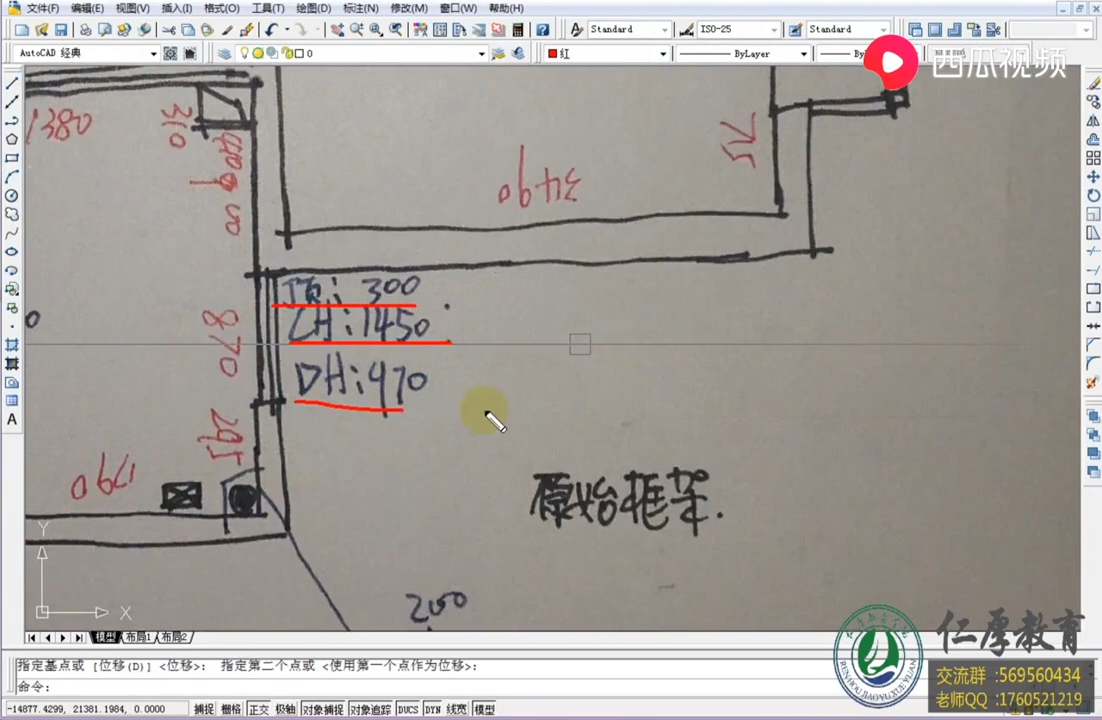 文件(F) 编辑(E) 视图(V) 插入(I) 格式(O) 工具(T) 绘图(D) 标注(N) 修改(M) 窗口(W) 帮助(H)
Standard ISO-25 Standard
AutoCAD 经典 0 红 ByLayer
西瓜视频
1380
310
400
870
295
790
3490
75
顶: 300
CH:1450
DH:470
原始框架.
200
Y
X
A
模型 布局1 布局2
指定基点或 [位移(D)] <位移>: 指定第二个点或 <使用第一个点作为位移>:
命令:
-14877.4299, 21381.1984, 0.0000 捕捉 栅格 正交 极轴 对象捕捉 对象追踪 DUCS DYN 线宽 模型
仁厚教育
交流群 :569560434
老师QQ :1760521219